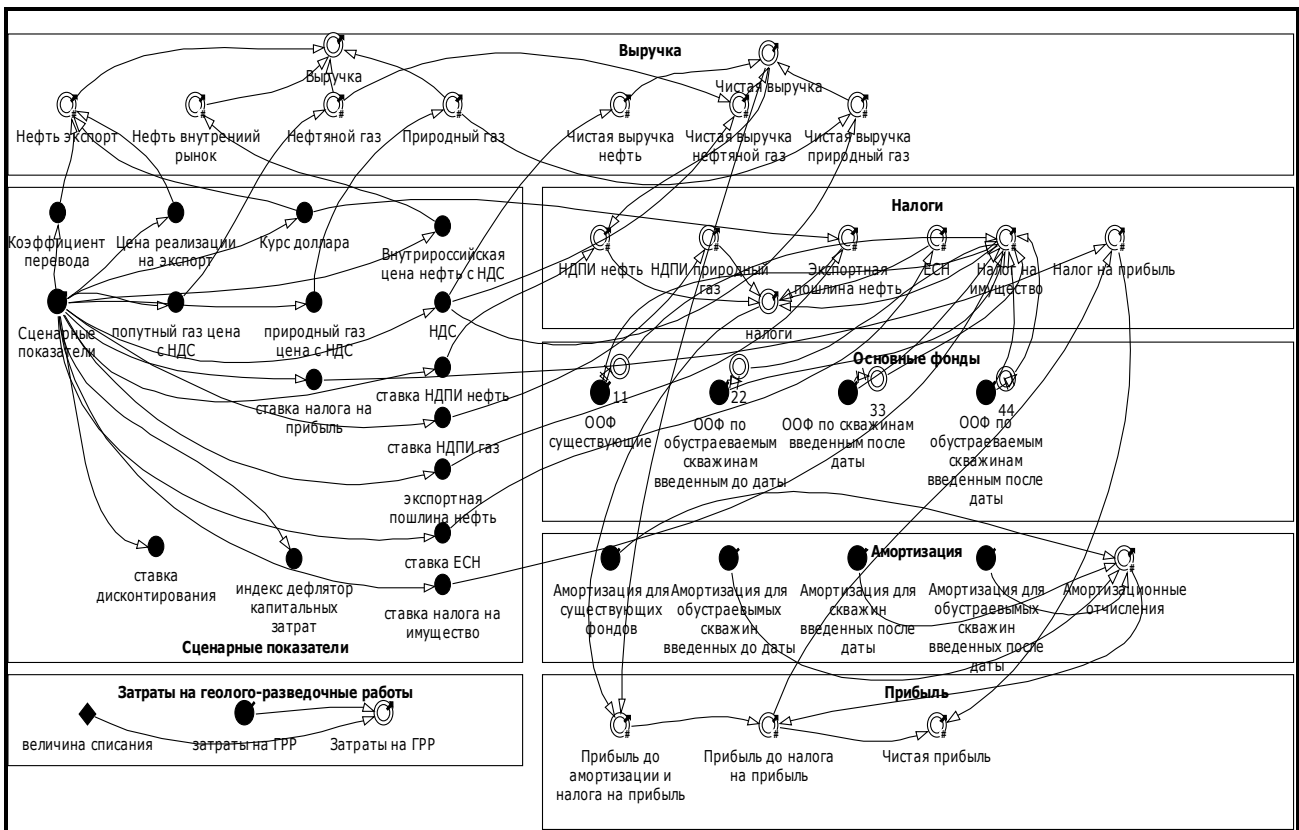 Выручка
Выручка
Чистая выручка
Нефть экспорт
Нефть внутрениий
рынок
Нефтяной газ
Природный газ
Чистая выручка
нефть
Чистая выручка
нефтяной газ
Чистая выручка
природный газ
Коэффициент
перевода
Цена реализации
на экспорт
Курс доллара
Внутрироссийская
цена нефть с НДС
Сценарные
показатели
попутный газ цена
с НДС
природный газ
цена с НДС
НДС
ставка налога на
прибыль
ставка НДПИ нефть
ставка НДПИ газ
экспортная
пошлина нефть
ставка ЕСН
ставка
дисконтирования
индекс дефлятор
капитальных
затрат
ставка налога на
имущество
Сценарные показатели
Налоги
НДПИ нефть
НДПИ природный
газ
Экспортная
пошлина нефть
ЕСН
Налог на
имущество
Налог на прибыль
налоги
Основные фонды
11
22
33
44
ООФ
существующие
ООФ по
обустраеваымым
скважинам
введенным до даты
ООФ по скважинам
введенным после
даты
ООФ по
обустраеваымым
скважинам
введенным после
даты
Амортизация
Амортизация для
существующих
фондов
Амортизация для
обустраевымых
скважин
введенных до даты
Амортизация для
скважин
введенных после
даты
Амортизация для
обустраевымых
скважин
введенных после
даты
Амортизационные
отчисления
Затраты на геолого-разведочные работы
величина списания
затраты на ГРР
Затраты на ГРР
Прибыль
Прибыль до
амортизации и
налога на прибыль
Прибыль до налога
на прибыль
Чистая прибыль